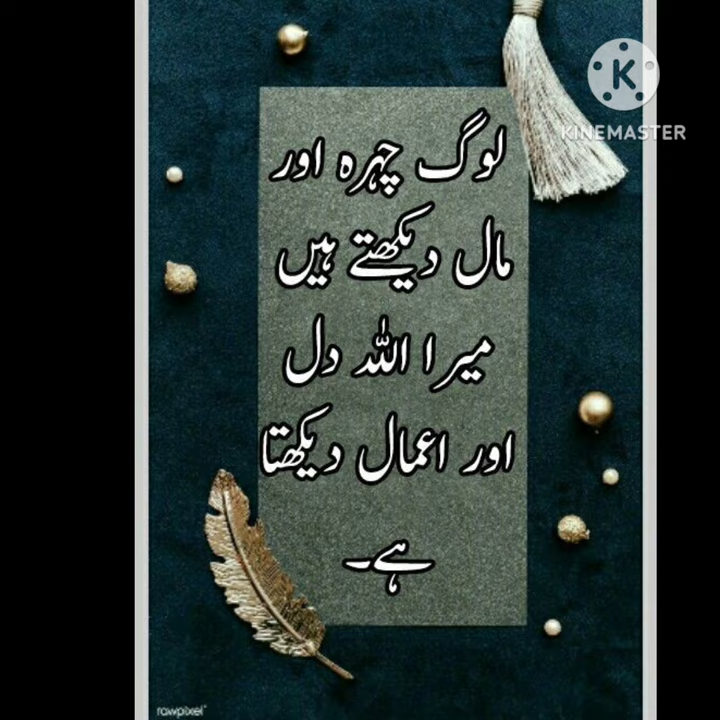 KINEMASTER
لوگ چہرہ اور
مال دیکھتے ہیں
میرا اللہ دل
اور اعمال دیکھتا
ہے۔
rawpixel